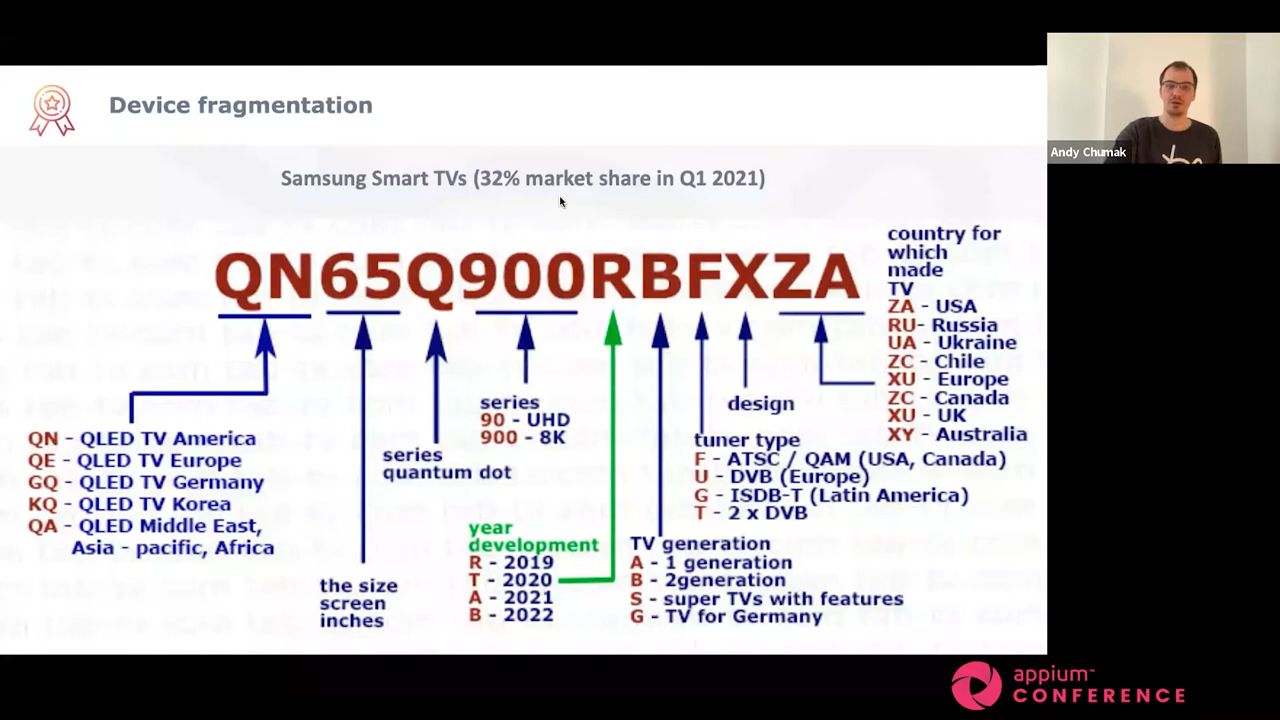 Device fragmentation
Samsung Smart TVs (32% market share in Q1 2021)
QN65Q900RBFXZA
QN - QLED TV America
QE - QLED TV Europe
GQ - QLED TV Germany
KQ - QLED TV Korea
QA - QLED Middle East,
Asia - pacific, Africa
the size
screen
inches
series
quantum dot
series
90 - UHD
900 - 8K
year
development
R - 2019
T - 2020
A - 2021
B - 2022
TV generation
A - 1 generation
B - 2generation
S - super TVs with features
G - TV for Germany
tuner type
F - ATSC / QAM (USA, Canada)
U - DVB (Europe)
G - ISDB-T (Latin America)
T - 2 x DVB
design
country for
which
made
TV
ZA - USA
RU- Russia
UA - Ukraine
ZC - Chile
XU - Europe
ZC - Canada
XU - UK
XY - Australia
Andy Chumak
appium
CONFERENCE